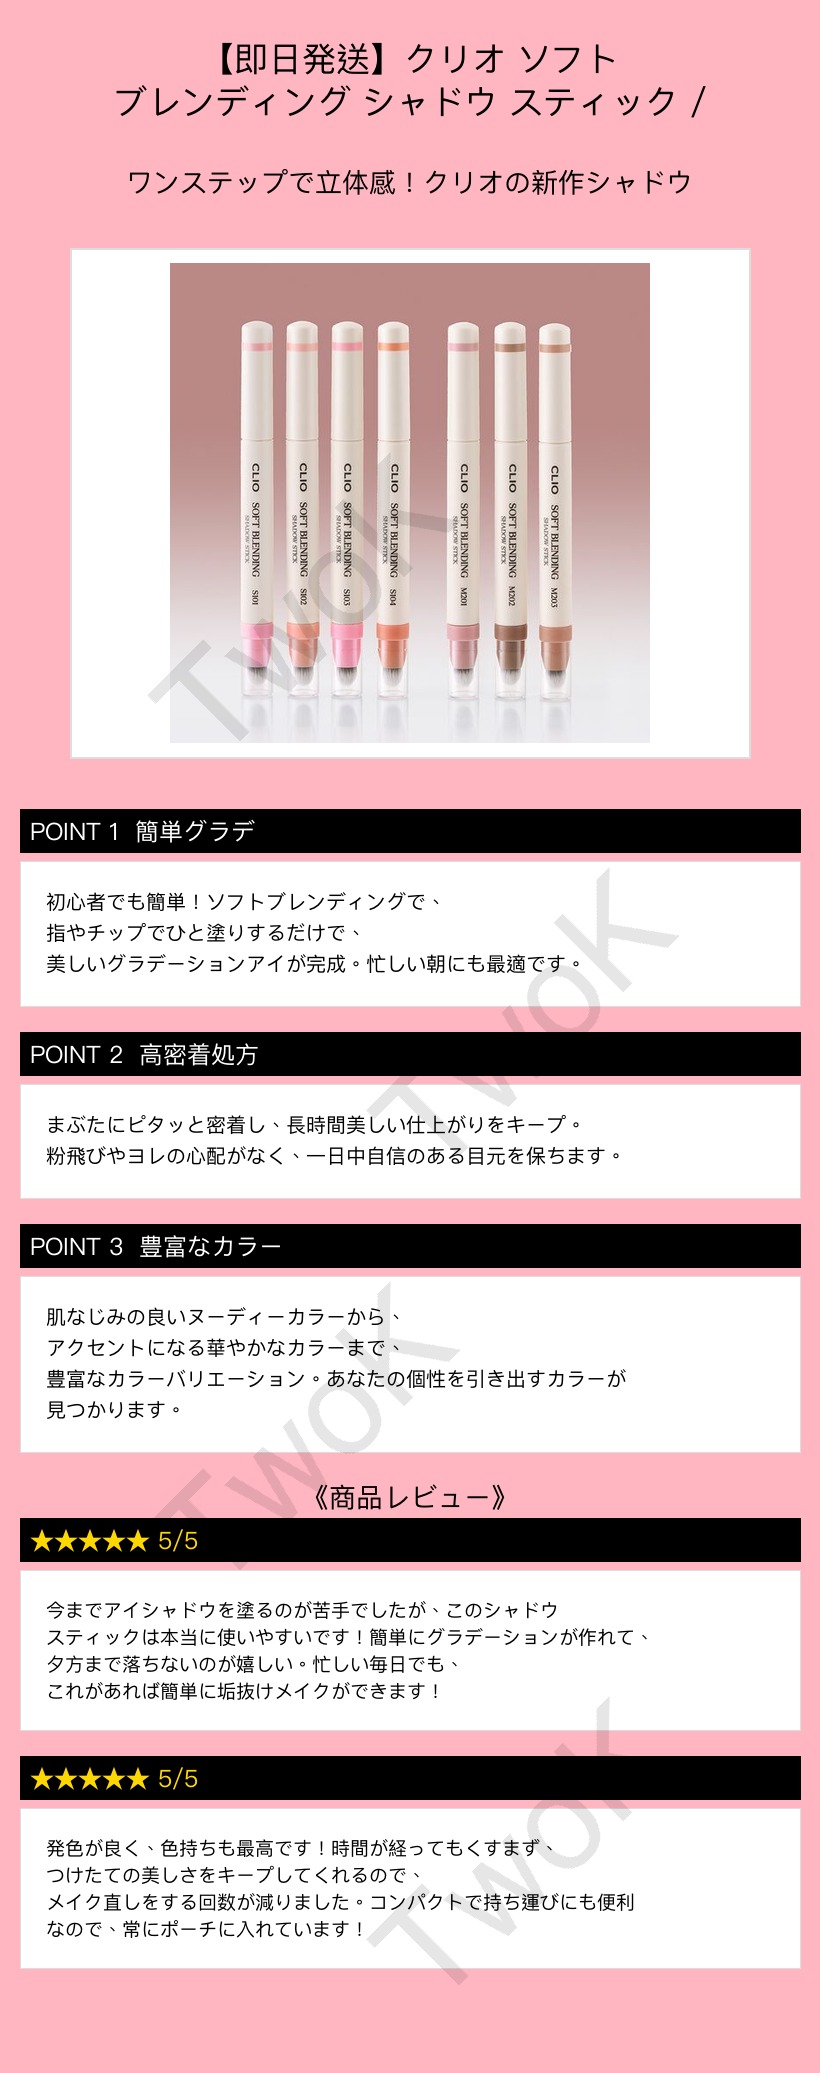 【即日発送】クリオ ソフト
ブレンディング シャドウ スティック /
ワンステップで立体感！クリオの新作シャドウ
CLIO SOFT BLENDING SHADOW STICK S101
CLIO SOFT BLENDING SHADOW STICK S102
CLIO SOFT BLENDING SHADOW STICK S103
CLIO SOFT BLENDING SHADOW STICK S104
CLIO SOFT BLENDING SHADOW STICK M201
CLIO SOFT BLENDING SHADOW STICK M202
CLIO SOFT BLENDING SHADOW STICK M203
TwoK
POINT 1 簡単グラデ
初心者でも簡単！ソフトブレンディングで、
指やチップでひと塗りするだけで、
美しいグラデーションアイが完成。忙しい朝にも最適です。
TwoK
POINT 2 高密着処方
まぶたにピタッと密着し、長時間美しい仕上がりをキープ。
粉飛びやヨレの心配がなく、一日中自信のある目元を保ちます。
POINT 3 豊富なカラー
肌なじみの良いヌーディーカラーから、
アクセントになる華やかなカラーまで、
豊富なカラーバリエーション。あなたの個性を引き出すカラーが
見つかります。
TwoK
《商品レビュー》
★★★★★ 5/5
今までアイシャドウを塗るのが苦手でしたが、このシャドウ
スティックは本当に使いやすいです！簡単にグラデーションが作れて、
夕方まで落ちないのが嬉しい。忙しい毎日でも、
これがあれば簡単に垢抜けメイクができます！
★★★★★ 5/5
発色が良く、色持ちも最高です！時間が経ってもくすまず、
つけたての美しさをキープしてくれるので、
メイク直しをする回数が減りました。コンパクトで持ち運びにも便利
なので、常にポーチに入れています！
TwoK